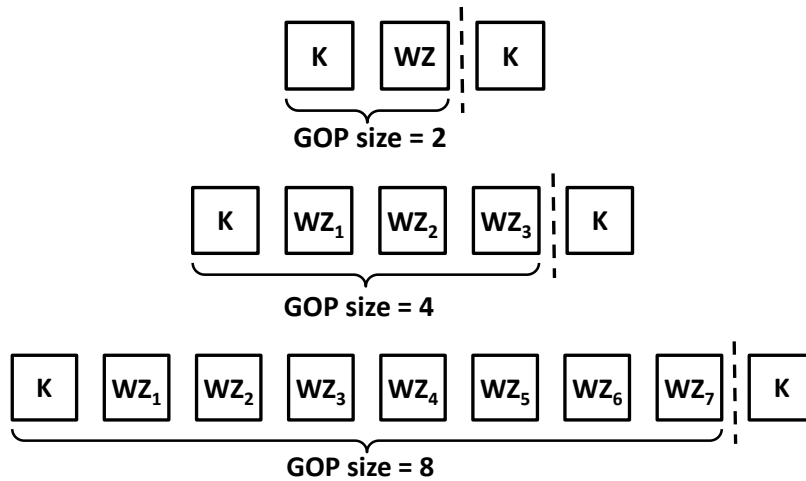 K WZ K
GOP size = 2
K WZ₁ WZ₂ WZ₃ K
GOP size = 4
K WZ₁ WZ₂ WZ₃ WZ₄ WZ₅ WZ₆ WZ₇ K
GOP size = 8